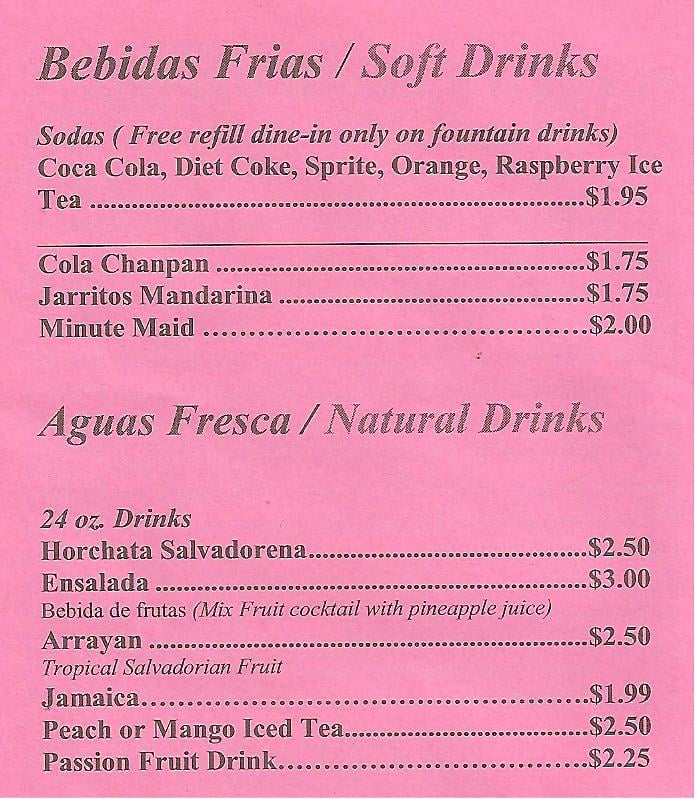 Bebidas Frias / Soft Drinks
Sodas ( Free refill dine-in only on fountain drinks)
Coca Cola, Diet Coke, Sprite, Orange, Raspberry Ice
Tea ................................................................................$1.95
Cola Chanpan ............................................................$1.75
Jarritos Mandarina ..................................................$1.75
Minute Maid ..........................................$2.00
Aguas Fresca / Natural Drinks
24 oz. Drinks
Horchata Salvadorena.............................................$2.50
Ensalada .....................................................................$3.00
Bebida de frutas (Mix Fruit cocktail with pineapple juice)
Arrayan ......................................................................$2.50
Tropical Salvadorian Fruit
Jamaica.................................................$1.99
Peach or Mango Iced Tea.......................................$2.50
Passion Fruit Drink..................................$2.25